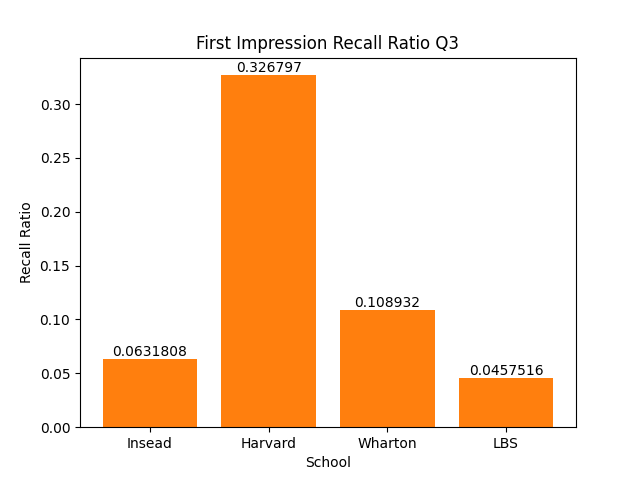 First Impression Recall Ratio Q3
Recall Ratio
0.30
0.25
0.20
0.15
0.10
0.05
0.00
0.0631808
0.326797
0.108932
0.0457516
Insead
Harvard
Wharton
LBS
School